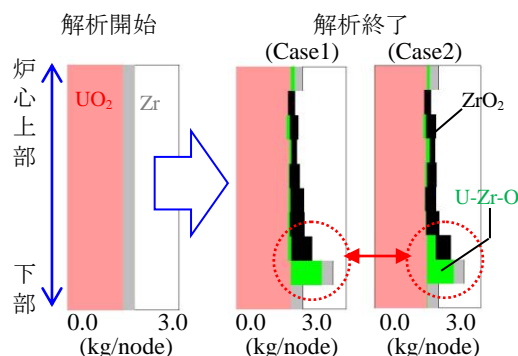 解析開始
解析終了
(Case1)
(Case2)
炉心上部
下部
UO2
Zr
ZrO2
U-Zr-O
0.0
3.0
(kg/node)
0.0
3.0
(kg/node)
0.0
3.0
(kg/node)